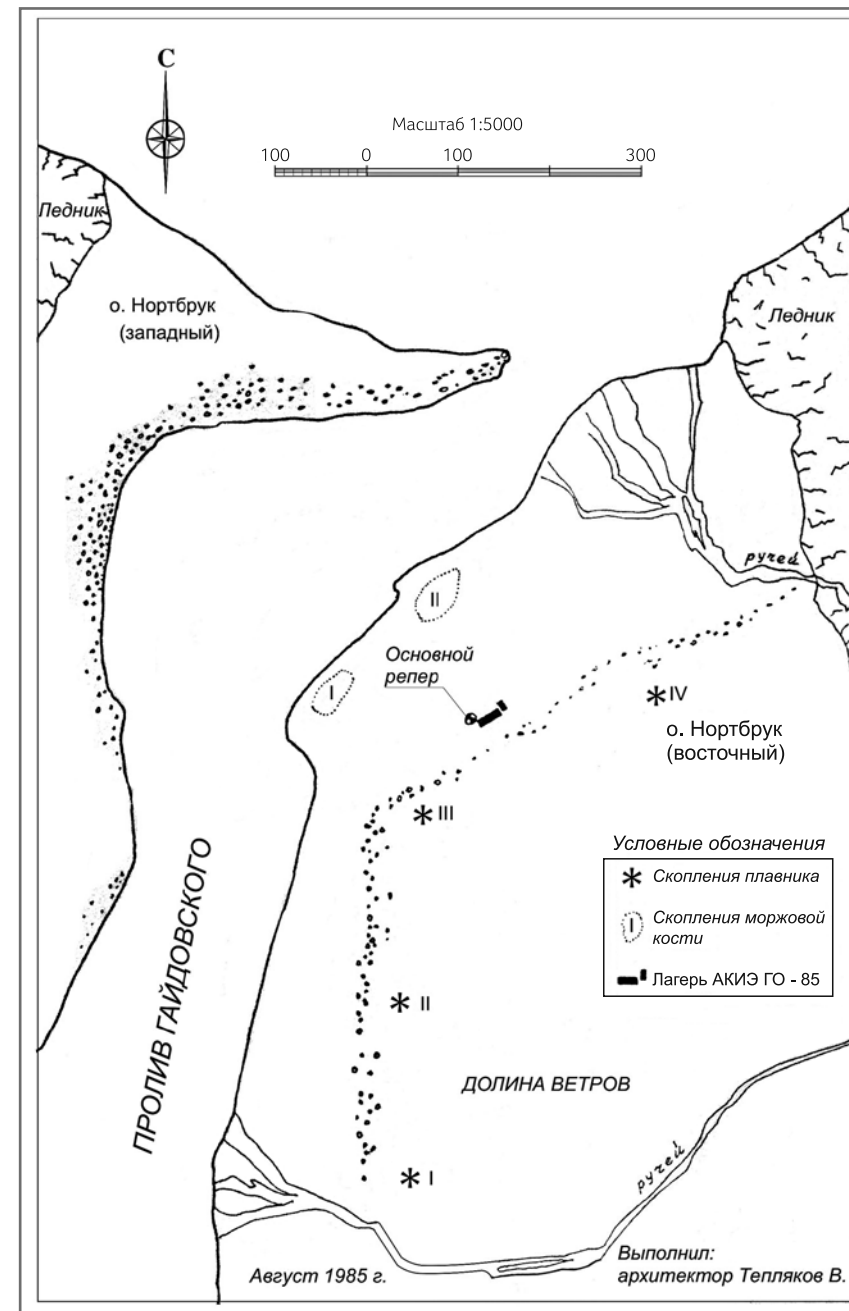 С
Масштаб 1:5000
100 0 100 300
Ледник
о. Нортбрук
(западный)
Ледник
ручей
II
Основной
репер
I
IV
о. Нортбрук
(восточный)
III
Условные обозначения
Скопления плавника
I Скопления моржовой
кости
Лагерь АКИЭ ГО - 85
ПРОЛИВ ГАЙДОВСКОГО
II
ДОЛИНА ВЕТРОВ
ручей
I
Август 1985 г.
Выполнил:
архитектор Тепляков В.